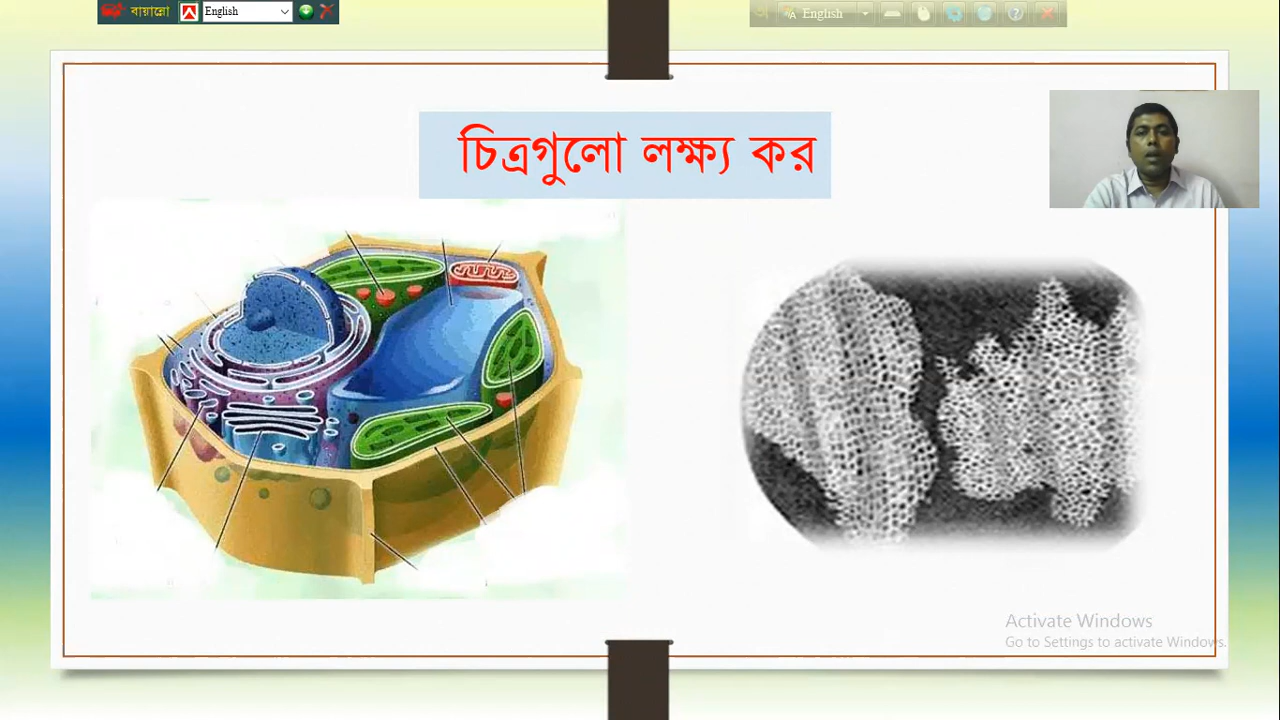 বায়ান্নো
English
English
চিত্রগুলো লক্ষ্য কর
Activate Windows
Go to Settings to activate Windows.